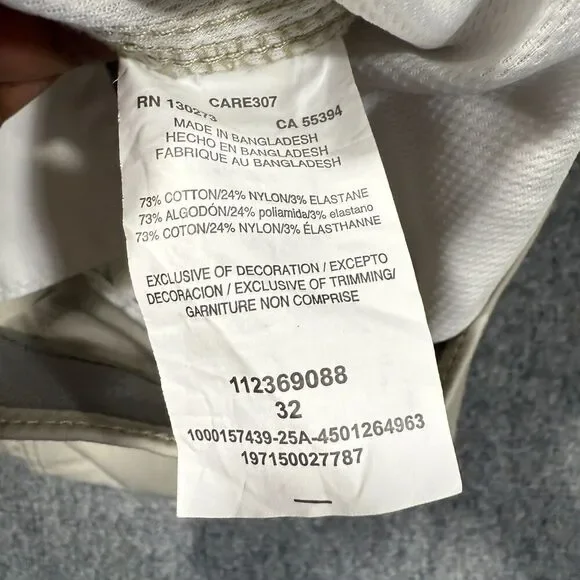 RN 130273 CARE307 CA 55394
MADE IN BANGLADESH
HECHO EN BANGLADESH
FABRIQUE AU BANGLADESH
73% COTTON/24% NYLON/3% ELASTANE
73% ALGODÓN/24% poliamida/3% elastano
73% COTON/24% NYLON/3% ÉLASTHANNE
EXCLUSIVE OF DECORATION / EXCEPTO
DECORACION / EXCLUSIVE OF TRIMMING/
GARNITURE NON COMPRISE
112369088
32
1000157439-25A-4501264963
197150027787